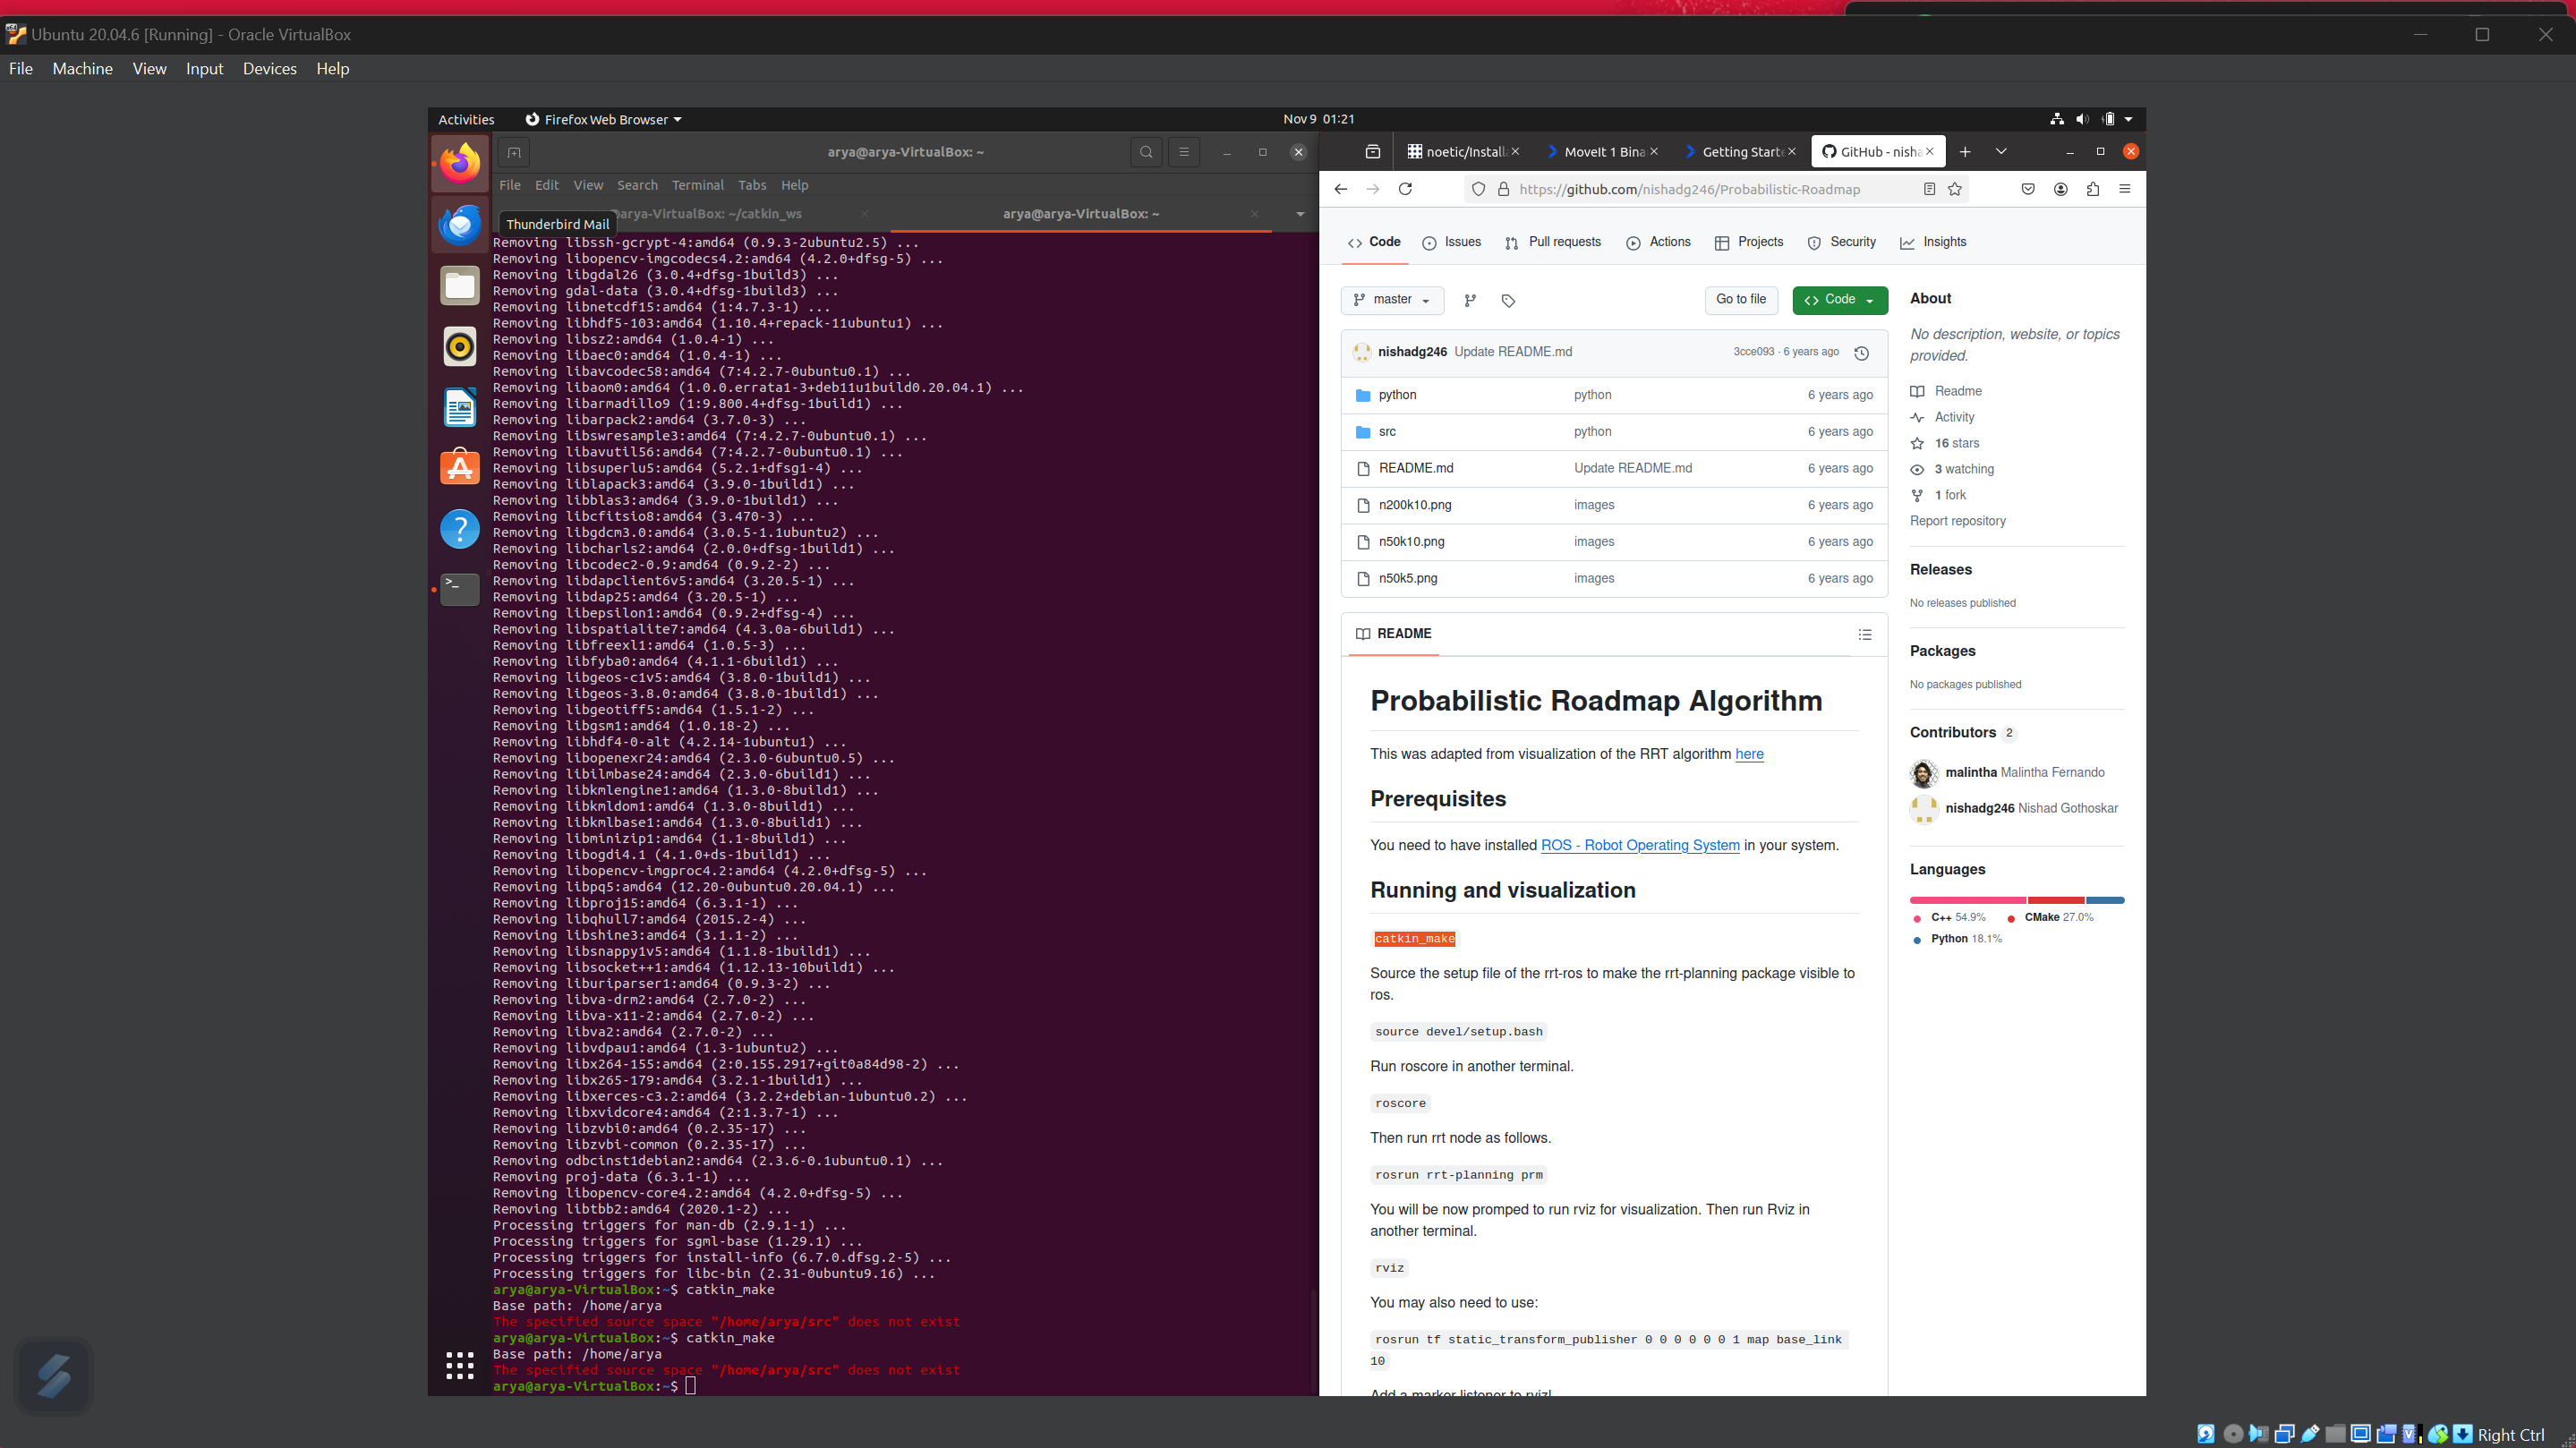 Ubuntu 20.04.6 [Running] - Oracle VirtualBox
File Machine View Input Devices Help
Activities Firefox Web Browser Nov 9 01:21
arya@arya-VirtualBox: ~
File Edit View Search Terminal Tabs Help
arya-VirtualBox: ~/catkin_ws
arya@arya-VirtualBox: ~
Thunderbird Mail
Removing libssh-gcrypt-4:amd64 (0.9.3-2ubuntu2.5) ...
Removing libopencv-imgcodecs4.2:amd64 (4.2.0+dfsg-5) ...
Removing libgdal26 (3.0.4+dfsg-1build3) ...
Removing gdal-data (3.0.4+dfsg-1build3) ...
Removing libnetcdf15:amd64 (1:4.7.3-1) ...
Removing libhdf5-103:amd64 (1.10.4+repack-11ubuntu1) ...
Removing libsz2:amd64 (1.0.4-1) ...
Removing libaec0:amd64 (1.0.4-1) ...
Removing libavcodec58:amd64 (7:4.2.7-0ubuntu0.1) ...
Removing libaom0:amd64 (1.0.0.errata1-3+deb11u1build0.20.04.1) ...
Removing libarmadillo9 (1:9.800.4+dfsg-1build1) ...
Removing libarpack2:amd64 (3.7.0-3) ...
Removing libswresample3:amd64 (7:4.2.7-0ubuntu0.1) ...
Removing libavutil56:amd64 (7:4.2.7-0ubuntu0.1) ...
Removing libsuperlu5:amd64 (5.2.1+dfsg1-4) ...
Removing liblapack3:amd64 (3.9.0-1build1) ...
Removing libblas3:amd64 (3.9.0-1build1) ...
Removing libcfitsio8:amd64 (3.470-3) ...
Removing libgdcm3.0:amd64 (3.0.5-1.1ubuntu2) ...
Removing libcharls2:amd64 (2.0.0+dfsg-1build1) ...
Removing libcodec2-0.9:amd64 (0.9.2-2) ...
Removing libdapclient6v5:amd64 (3.20.5-1) ...
Removing libdap25:amd64 (3.20.5-1) ...
Removing libepsilon1:amd64 (0.9.2+dfsg-4) ...
Removing libspatialite7:amd64 (4.3.0a-6build1) ...
Removing libfreexl1:amd64 (1.0.5-3) ...
Removing libfyba0:amd64 (4.1.1-6build1) ...
Removing libgeos-c1v5:amd64 (3.8.0-1build1) ...
Removing libgeos-3.8.0:amd64 (3.8.0-1build1) ...
Removing libgeotiff5:amd64 (1.5.1-2) ...
Removing libgsm1:amd64 (1.0.18-2) ...
Removing libhdf4-0-alt (4.2.14-1ubuntu1) ...
Removing libopenexr24:amd64 (2.3.0-6ubuntu0.5) ...
Removing libilmbase24:amd64 (2.3.0-6build1) ...
Removing libkmlengine1:amd64 (1.3.0-8build1) ...
Removing libkmldom1:amd64 (1.3.0-8build1) ...
Removing libkmlbase1:amd64 (1.3.0-8build1) ...
Removing libminizip1:amd64 (1.1-8build1) ...
Removing libogdi4.1 (4.1.0+ds-1build1) ...
Removing libopencv-imgproc4.2:amd64 (4.2.0+dfsg-5) ...
Removing libpq5:amd64 (12.20-0ubuntu0.20.04.1) ...
Removing libproj15:amd64 (6.3.1-1) ...
Removing libqhull7:amd64 (2015.2-4) ...
Removing libshine3:amd64 (3.1.1-2) ...
Removing libsnappy1v5:amd64 (1.1.8-1build1) ...
Removing libsocket++1:amd64 (1.12.13-10build1) ...
Removing liburiparser1:amd64 (0.9.3-2) ...
Removing libva-drm2:amd64 (2.7.0-2) ...
Removing libva-x11-2:amd64 (2.7.0-2) ...
Removing libva2:amd64 (2.7.0-2) ...
Removing libvdpau1:amd64 (1.3-1ubuntu2) ...
Removing libx264-155:amd64 (2:0.155.2917+git0a84d98-2) ...
Removing libx265-179:amd64 (3.2.1-1build1) ...
Removing libxerces-c3.2:amd64 (3.2.2+debian-1ubuntu0.2) ...
Removing libxvidcore4:amd64 (2:1.3.7-1) ...
Removing libzvbi0:amd64 (0.2.35-17) ...
Removing libzvbi-common (0.2.35-17) ...
Removing odbcinst1debian2:amd64 (2.3.6-0.1ubuntu0.1) ...
Removing proj-data (6.3.1-1) ...
Removing libopencv-core4.2:amd64 (4.2.0+dfsg-5) ...
Removing libtbb2:amd64 (2020.1-2) ...
Processing triggers for man-db (2.9.1-1) ...
Processing triggers for sgml-base (1.29.1) ...
Processing triggers for install-info (6.7.0.dfsg.2-5) ...
Processing triggers for libc-bin (2.31-0ubuntu9.16) ...
arya@arya-VirtualBox:~$ catkin_make
Base path: /home/arya
The specified source space "/home/arya/src" does not exist
arya@arya-VirtualBox:~$ catkin_make
Base path: /home/arya
The specified source space "/home/arya/src" does not exist
arya@arya-VirtualBox:~$
noetic/Install
MoveIt 1 Bina
Getting Starte
GitHub - nisha
https://github.com/nishadg246/Probabilistic-Roadmap
Code Issues Pull requests Actions Projects Security Insights
master Go to file Code
nishadg246 Update README.md 3cce093 · 6 years ago
python python 6 years ago
src python 6 years ago
README.md Update README.md 6 years ago
n200k10.png images 6 years ago
n50k10.png images 6 years ago
n50k5.png images 6 years ago
README
Probabilistic Roadmap Algorithm
This was adapted from visualization of the RRT algorithm here
Prerequisites
You need to have installed ROS - Robot Operating System in your system.
Running and visualization
catkin_make
Source the setup file of the rrt-ros to make the rrt-planning package visible to
ros.
source devel/setup.bash
Run roscore in another terminal.
roscore
Then run rrt node as follows.
rosrun rrt-planning prm
You will be now promped to run rviz for visualization. Then run Rviz in
another terminal.
rviz
You may also need to use:
rosrun tf static_transform_publisher 0 0 0 0 0 0 1 map base_link
10
Add a marker listener to rviz!
About
No description, website, or topics
provided.
Readme
Activity
16 stars
3 watching
1 fork
Report repository
Releases
No releases published
Packages
No packages published
Contributors 2
malintha Malintha Fernando
nishadg246 Nishad Gothoskar
Languages
C++ 54.9% CMake 27.0%
Python 18.1%
Right Ctrl